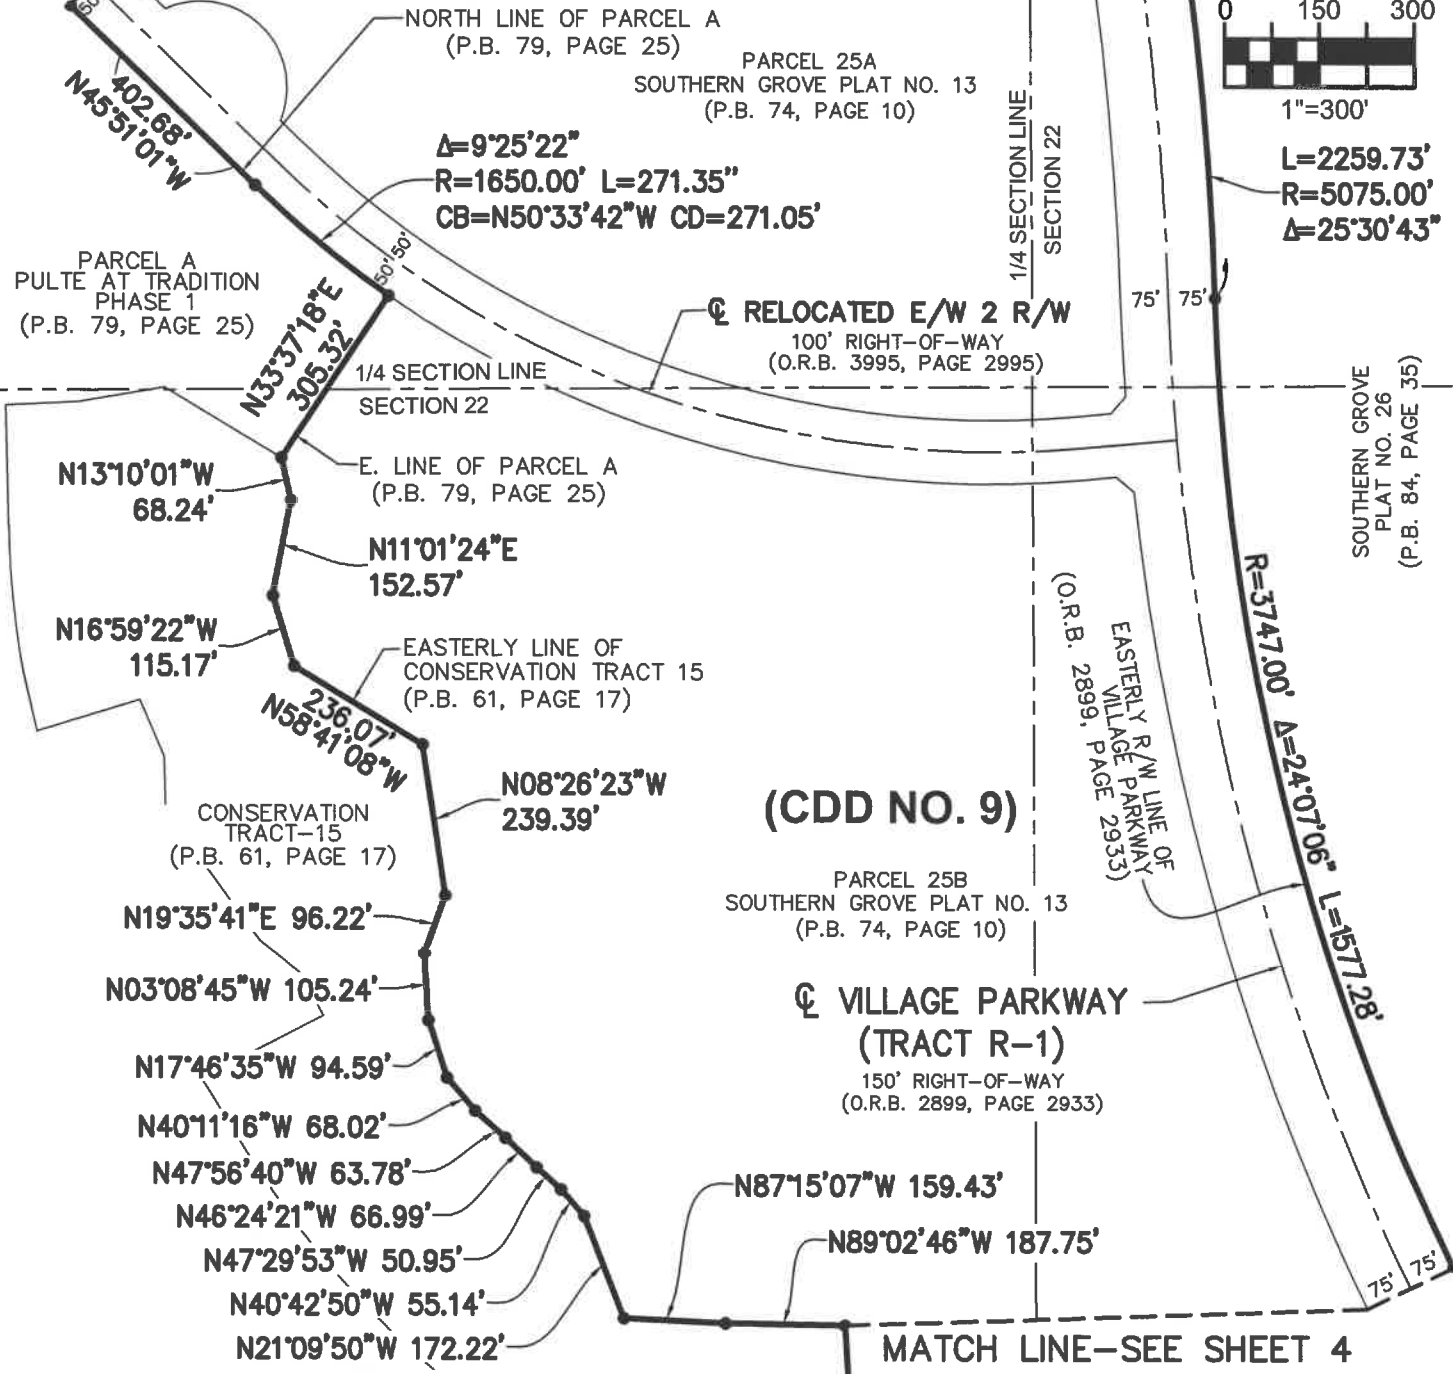 50'
NORTH LINE OF PARCEL A
(P.B. 79, PAGE 25)
PARCEL 25A
SOUTHERN GROVE PLAT NO. 13
(P.B. 74, PAGE 10)
0 150 300
1"=300'
402.68'
N45°51'01"W
Δ=9°25'22"
R=1650.00' L=271.35"
CB=N50°33'42"W CD=271.05'
1/4 SECTION LINE
SECTION 22
L=2259.73'
R=5075.00'
Δ=25°30'43"
PARCEL A
PULTE AT TRADITION
PHASE 1
(P.B. 79, PAGE 25)
50' 50'
N33°37'18"E
305.32'
℄ RELOCATED E/W 2 R/W
100' RIGHT-OF-WAY
(O.R.B. 3995, PAGE 2995)
75' 75'
1/4 SECTION LINE
SECTION 22
SOUTHERN GROVE
PLAT NO. 26
(P.B. 84, PAGE 35)
N13°10'01"W
68.24'
E. LINE OF PARCEL A
(P.B. 79, PAGE 25)
N11°01'24"E
152.57'
N16°59'22"W
115.17'
EASTERLY LINE OF
CONSERVATION TRACT 15
(P.B. 61, PAGE 17)
236.07'
N58°41'08"W
EASTERLY R/W LINE OF
VILLAGE PARKWAY
(O.R.B. 2899, PAGE 2933)
R=3747.00' Δ=24°07'06" L=1577.28'
N08°26'23"W
239.39'
(CDD NO. 9)
CONSERVATION
TRACT-15
(P.B. 61, PAGE 17)
PARCEL 25B
SOUTHERN GROVE PLAT NO. 13
(P.B. 74, PAGE 10)
N19°35'41"E 96.22'
N03°08'45"W 105.24'
℄ VILLAGE PARKWAY
(TRACT R-1)
150' RIGHT-OF-WAY
(O.R.B. 2899, PAGE 2933)
N17°46'35"W 94.59'
N40°11'16"W 68.02'
N47°56'40"W 63.78'
N46°24'21"W 66.99'
N47°29'53"W 50.95'
N40°42'50"W 55.14'
N21°09'50"W 172.22'
N87°15'07"W 159.43'
N89°02'46"W 187.75'
75' 75'
MATCH LINE-SEE SHEET 4